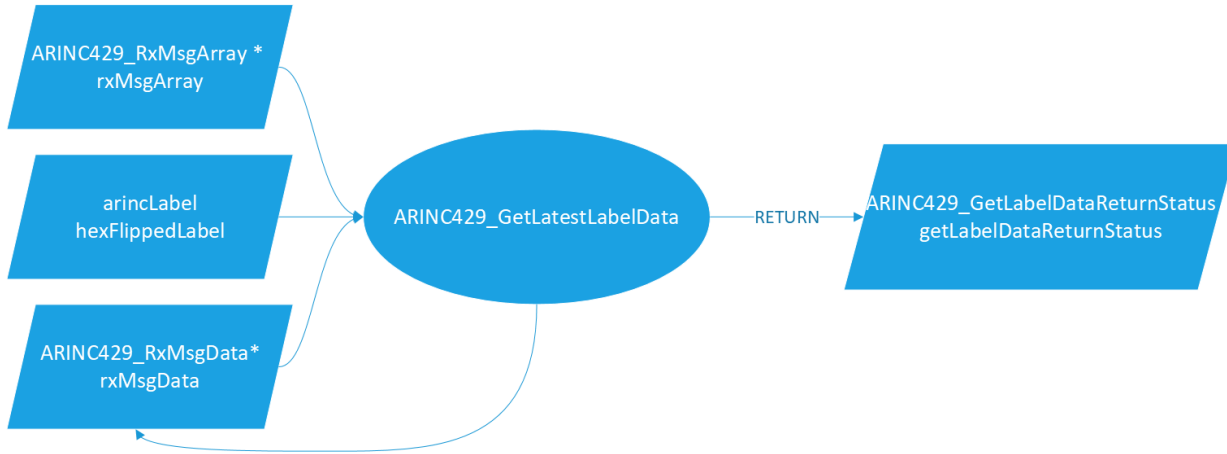 ARINC429_RxMsgArray *
rxMsgArray
arincLabel
hexFlippedLabel
ARINC429_RxMsgData*
rxMsgData
ARINC429_GetLatestLabelData
RETURN
ARINC429_GetLabelDataReturnStatus
getLabelDataReturnStatus